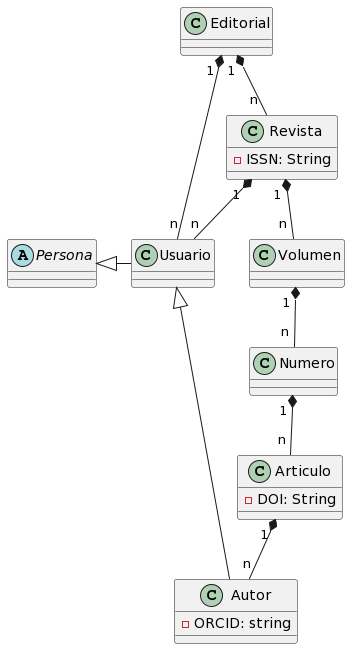 C Editorial
1 1
n
C Revista
ISSN: String
1 1
n n n
A Persona
C Usuario
C Volumen
1
n
C Numero
1
n
C Articulo
DOI: String
1
n
C Autor
ORCID: string